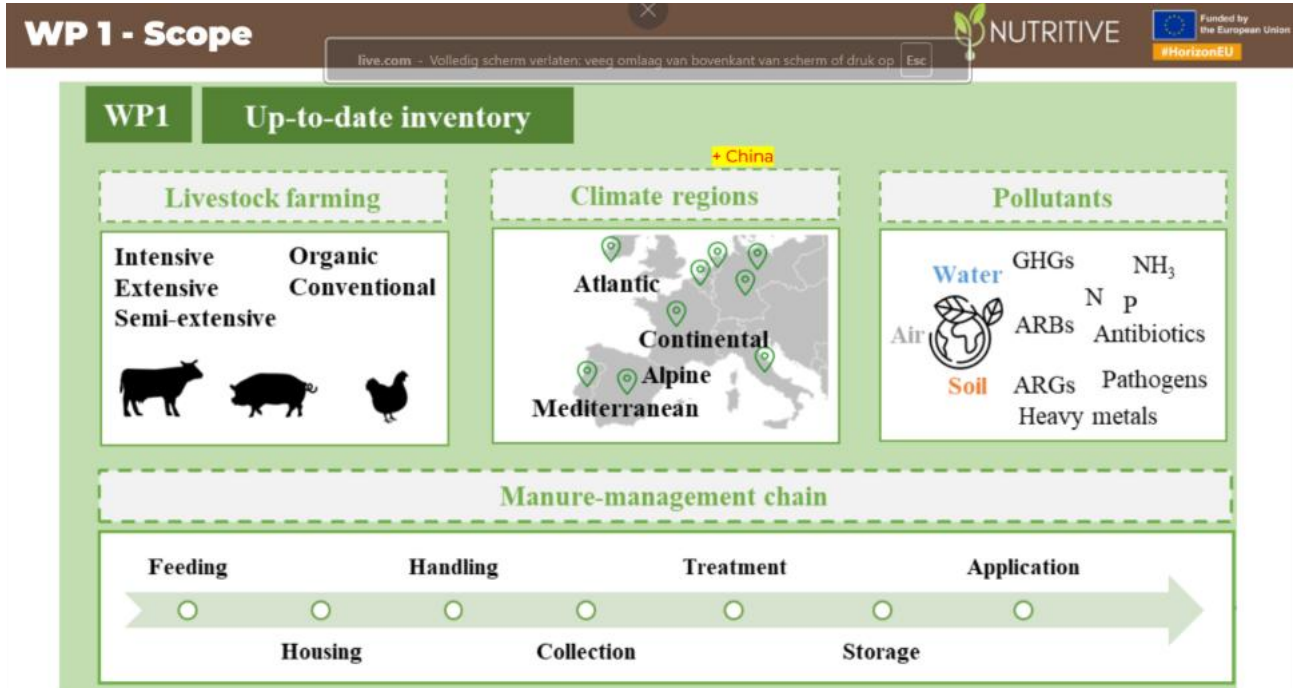 WP 1 - Scope
NUTRITIVE
Funded by
the European Union
#HorizonEU
live.com - Volledig scherm verlaten: veeg omlaag van bovenkant van scherm of druk op Esc
WP1
Up-to-date inventory
+ China
Livestock farming
Climate regions
Pollutants
Intensive
Extensive
Semi-extensive
Organic
Conventional
Atlantic
Continental
Alpine
Mediterranean
Water
Air
Soil
GHGs
NH₃
N
P
ARBs
Antibiotics
ARGs
Pathogens
Heavy metals
Manure-management chain
Feeding
Housing
Handling
Collection
Treatment
Storage
Application